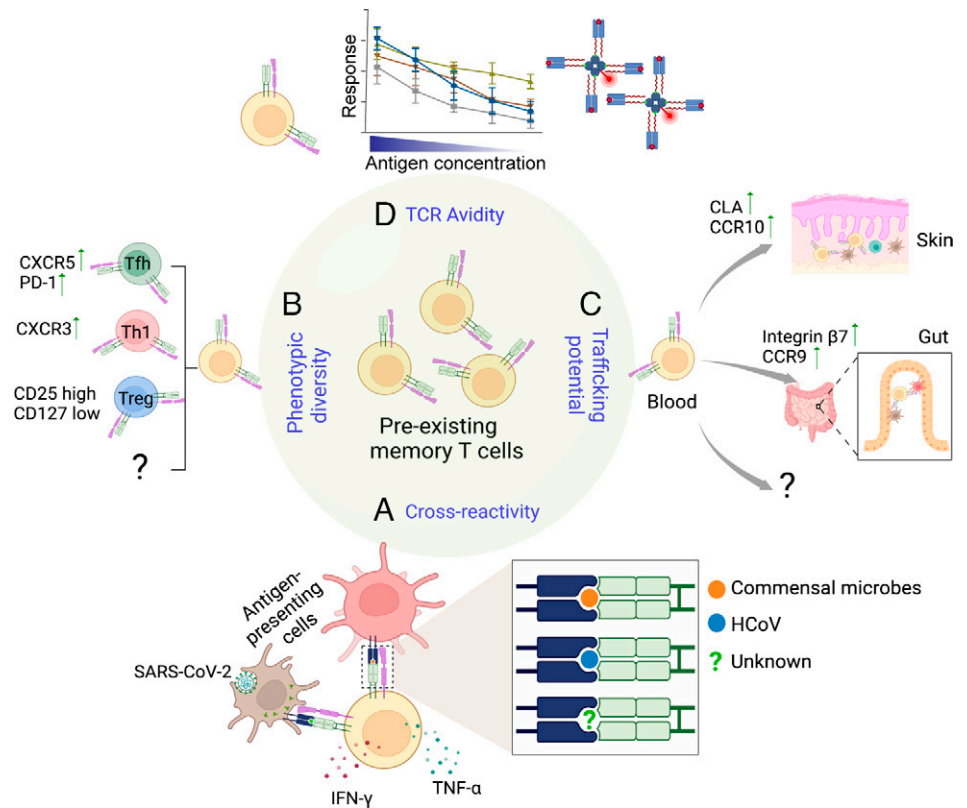 Response
Antigen concentration
D TCR Avidity
CXCR5↑
PD-1↑
Tfh
CXCR3↑
Th1
CD25 high
CD127 low
Treg
?
B
Phenotypic
diversity
Pre-existing
memory T cells
C
Trafficking
potential
Blood
CLA ↑
CCR10 ↑
Skin
Integrin β7 ↑
CCR9 ↑
Gut
?
A Cross-reactivity
Antigen-
presenting
cells
SARS-CoV-2
IFN-γ
TNF-α
?
Commensal microbes
HCoV
? Unknown